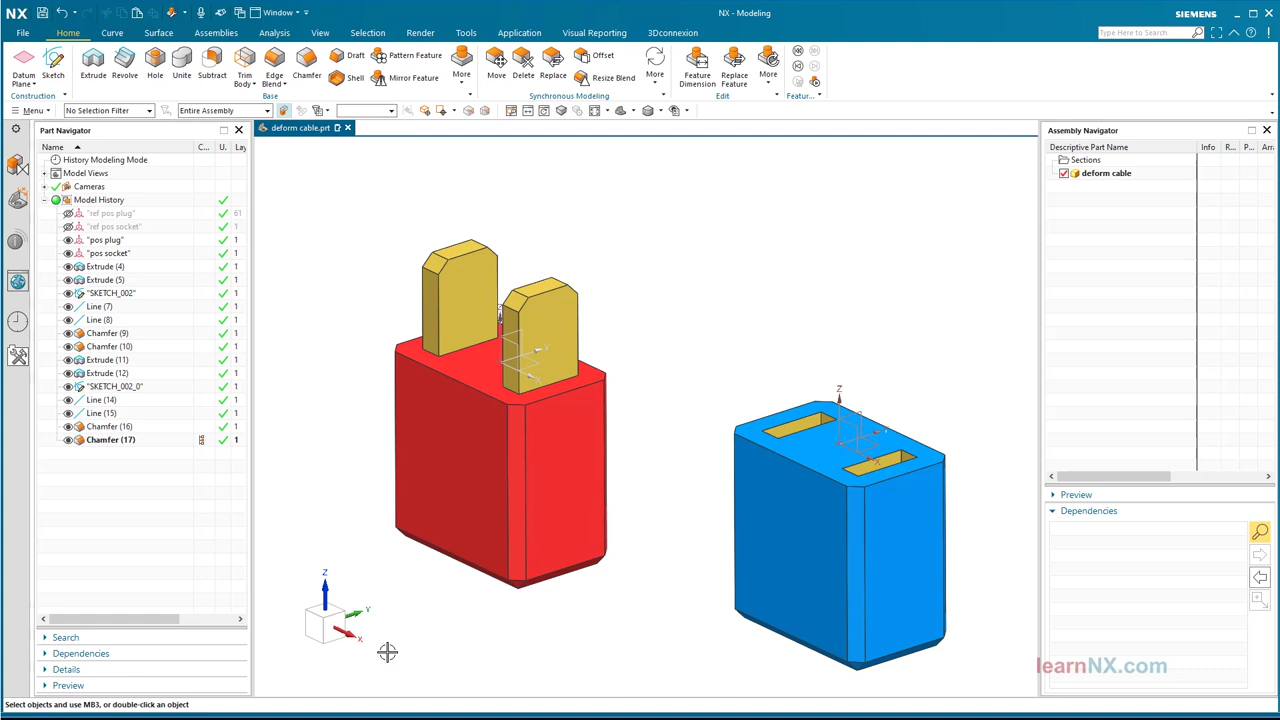 NX
Window
NX - Modeling
SIEMENS
File
Home
Curve
Surface
Assemblies
Analysis
View
Selection
Render
Tools
Application
Visual Reporting
3Dconnexion
Type here to Search
Datum
Plane
Sketch
Extrude
Revolve
Hole
Unite
Subtract
Trim
Body
Edge
Blend
Chamfer
Draft
Shell
Pattern Feature
Mirror Feature
More
Move
Delete
Replace
Offset
Resize Blend
More
Feature
Dimension
Replace
Feature
More
Construction
Base
Synchronous Modeling
Edit
Featur...
Menu
No Selection Filter
Entire Assembly
Part Navigator
deform cable.prt
Assembly Navigator
Name
C...
U.
Lay
History Modeling Mode
Model Views
Cameras
Model History
"ref pos plug" 61
"ref pos socket" 1
"pos plug" 1
"pos socket" 1
Extrude (4) 1
Extrude (5) 1
"SKETCH_002" 1
Line (7) 1
Line (8) 1
Chamfer (9) 1
Chamfer (10) 1
Extrude (11) 1
Extrude (12) 1
"SKETCH_002_0" 1
Line (14) 1
Line (15) 1
Chamfer (16) 1
Chamfer (17) 1
Search
Dependencies
Details
Preview
Descriptive Part Name
Info
R...
P...
Arra
Sections
deform cable
Preview
Dependencies
Z
Y
X
Z
X
Z
Y
X
learnNX.com
Select objects and use MB3, or double-click an object